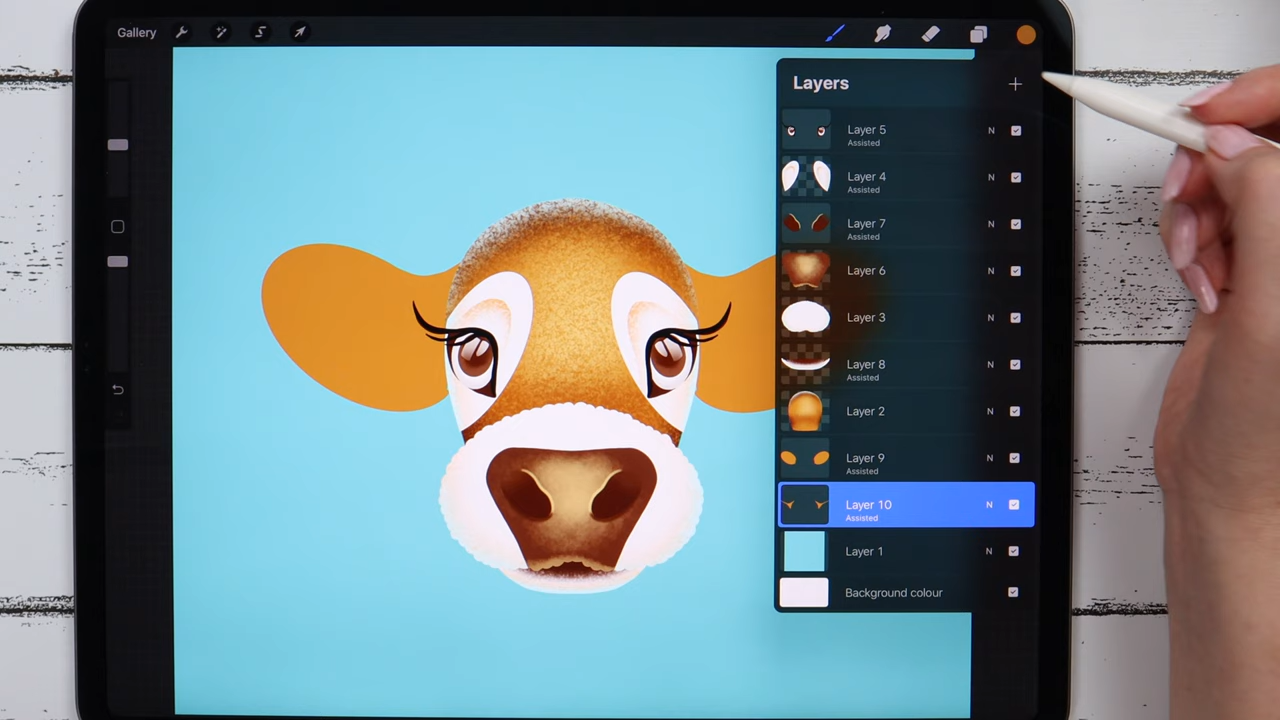 Gallery
Layers
Layer 5
N
Assisted
Layer 4
N
Assisted
Layer 7
N
Assisted
Layer 6
N
Layer 3
N
Layer 8
N
Assisted
Layer 2
N
Layer 9
N
Assisted
Layer 10
N
Assisted
Layer 1
N
Background colour